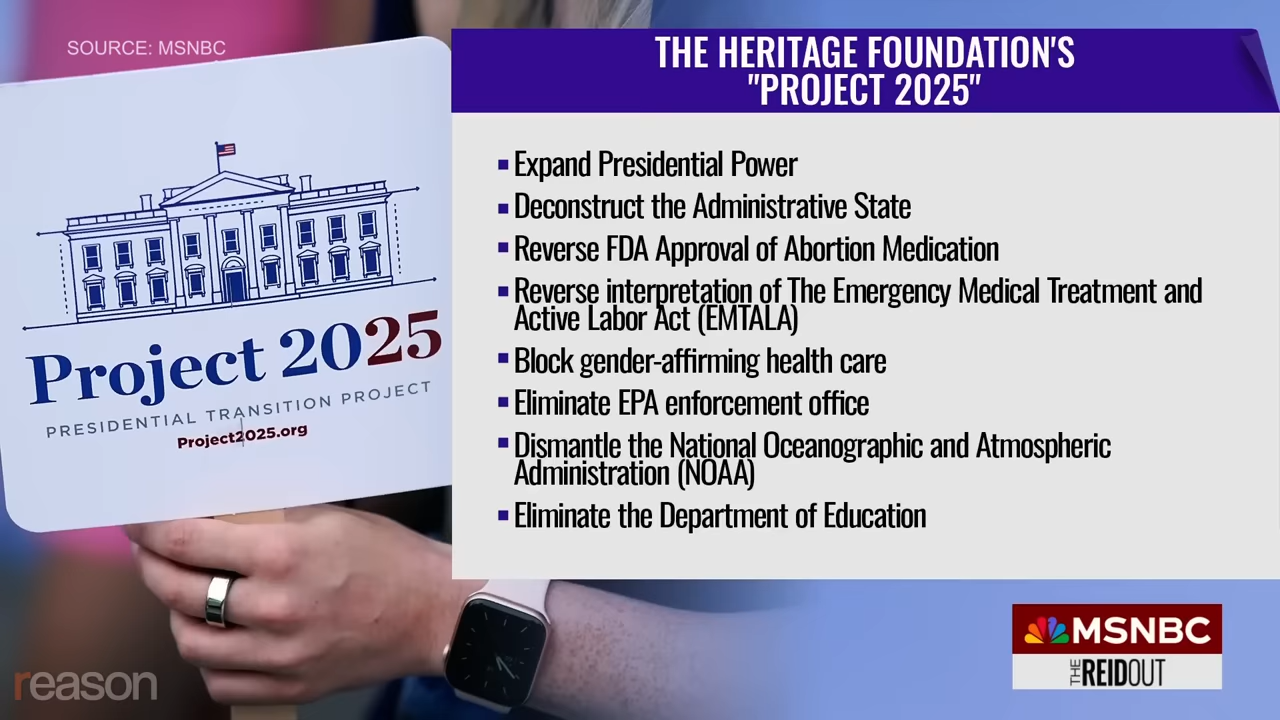 SOURCE: MSNBC
Project 2025
PRESIDENTIAL TRANSITION PROJECT
Project2025.org
THE HERITAGE FOUNDATION'S
"PROJECT 2025"
Expand Presidential Power
Deconstruct the Administrative State
Reverse FDA Approval of Abortion Medication
Reverse interpretation of The Emergency Medical Treatment and
Active Labor Act (EMTALA)
Block gender-affirming health care
Eliminate EPA enforcement office
Dismantle the National Oceanographic and Atmospheric
Administration (NOAA)
Eliminate the Department of Education
MSNBC
THE REIDOUT
reason